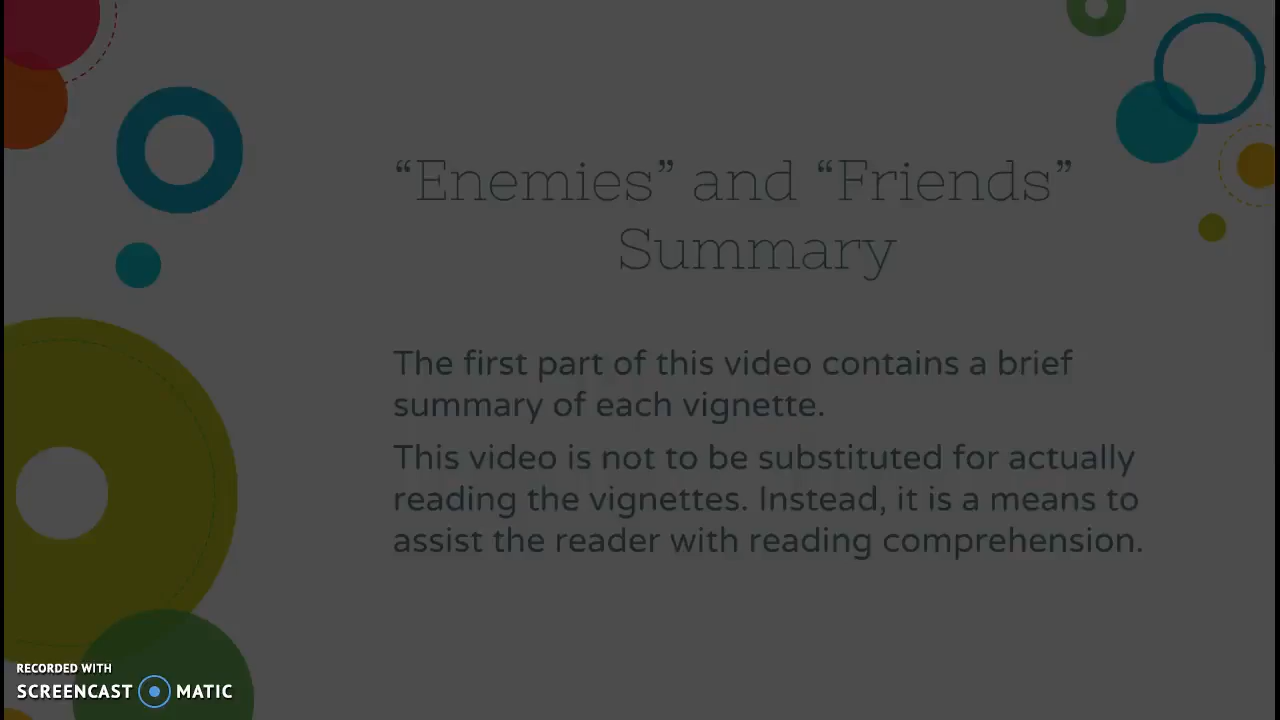 “Enemies” and “Friends”
Summary
The first part of this video contains a brief
summary of each vignette.
This video is not to be substituted for actually
reading the vignettes. Instead, it is a means to
assist the reader with reading comprehension.
RECORDED WITH
SCREENCAST MATIC